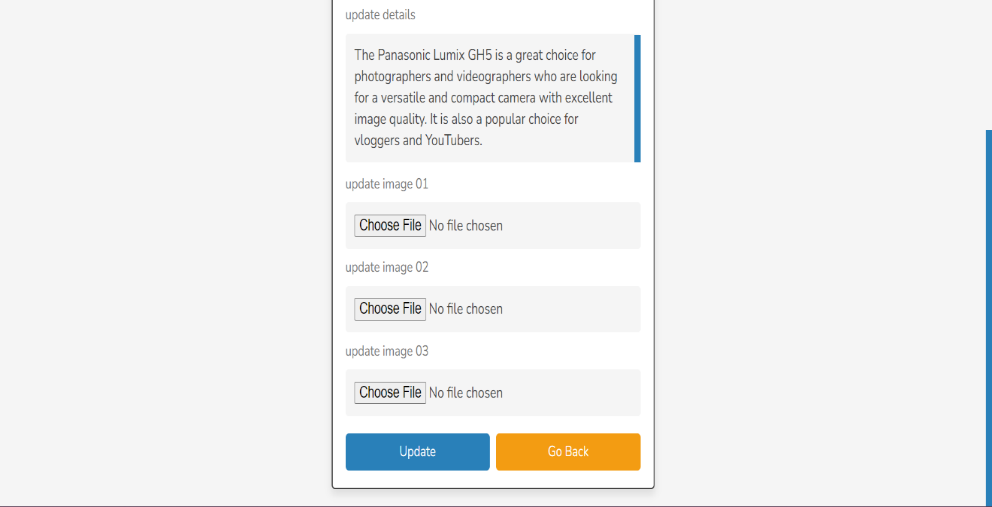 update details
The Panasonic Lumix GH5 is a great choice for
photographers and videographers who are looking
for a versatile and compact camera with excellent
image quality. It is also a popular choice for
vloggers and YouTubers.
update image 01
Choose File No file chosen
update image 02
Choose File No file chosen
update image 03
Choose File No file chosen
Update Go Back